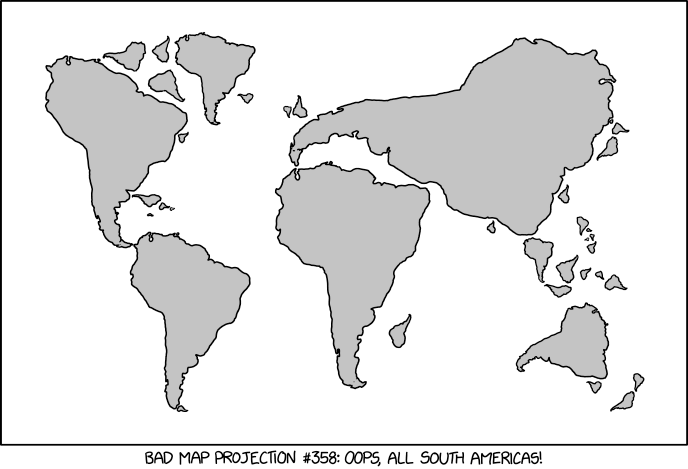 BAD MAP PROJECTION #358: OOPS, ALL SOUTH AMERICAS!